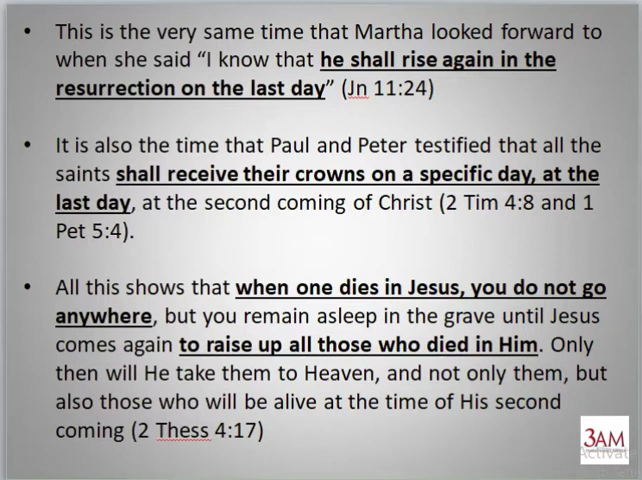 • This is the very same time that Martha looked forward to
when she said “I know that he shall rise again in the
resurrection on the last day” (Jn 11:24)
• It is also the time that Paul and Peter testified that all the
saints shall receive their crowns on a specific day, at the
last day, at the second coming of Christ (2 Tim 4:8 and 1
Pet 5:4).
• All this shows that when one dies in Jesus, you do not go
anywhere, but you remain asleep in the grave until Jesus
comes again to raise up all those who died in Him. Only
then will He take them to Heaven, and not only them, but
also those who will be alive at the time of His second
coming (2 Thess 4:17)
3AM
Activate